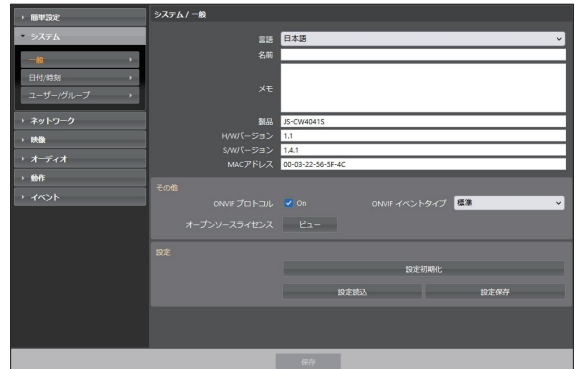 簡単設定
システム
一般
日付/時刻
ユーザー/グループ
ネットワーク
映像
オーディオ
動作
イベント
システム / 一般
言語 日本語
名前
メモ
製品 JS-CW4041S
H/Wバージョン 1.1
S/Wバージョン 1.4.1
MACアドレス 00-03-22-56-5F-4C
その他
ONVIF プロトコル On ONVIF イベントタイプ 標準
オープンソースライセンス ビュー
設定
設定初期化
設定読込 設定保存
保存